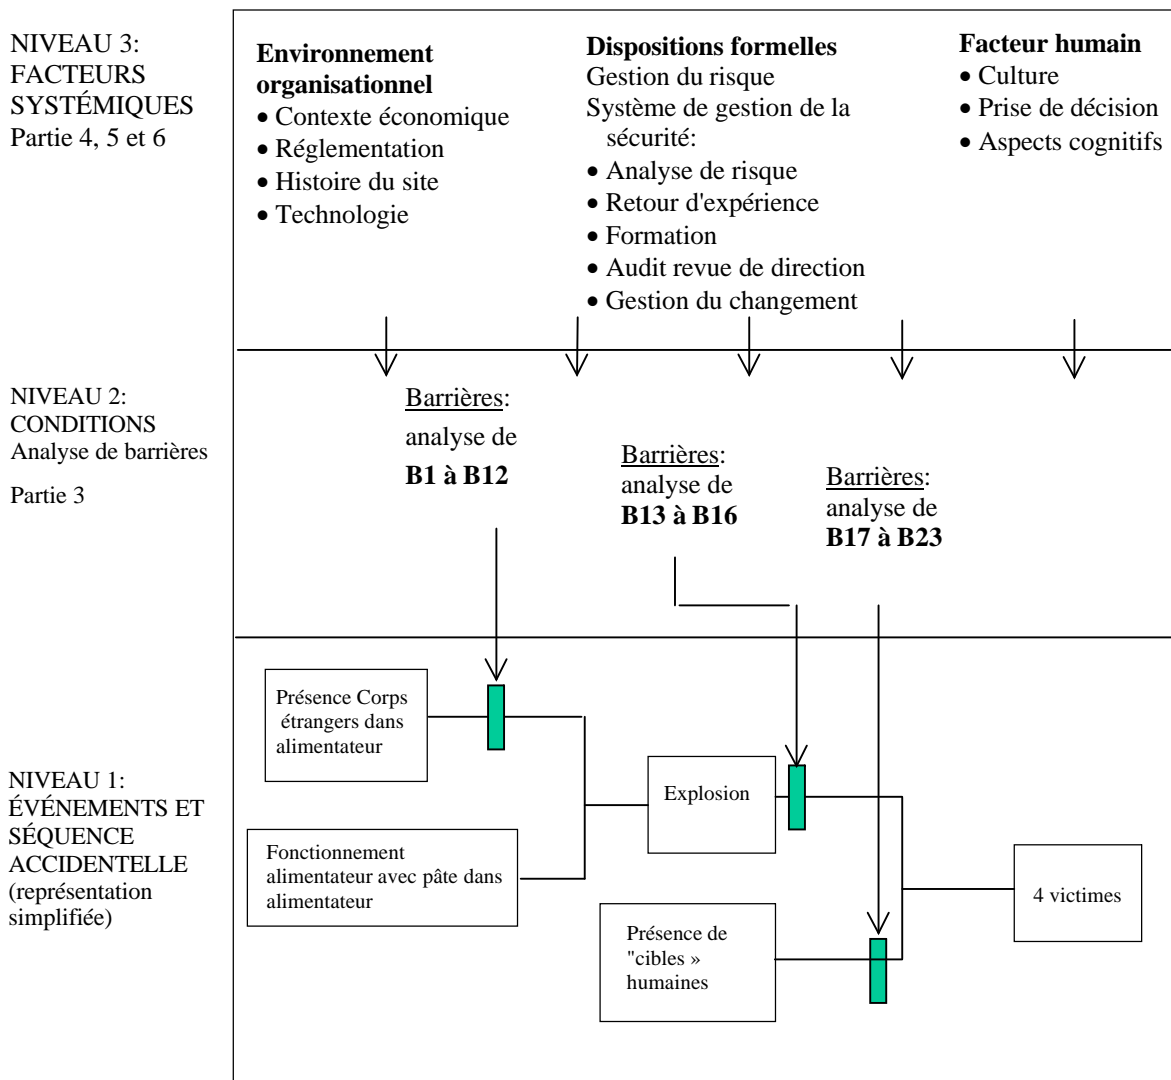 NIVEAU 3:
FACTEURS
SYSTÉMIQUES
Partie 4, 5 et 6
Environnement
organisationnel
• Contexte économique
• Réglementation
• Histoire du site
• Technologie
Dispositions formelles
Gestion du risque
Système de gestion de la
sécurité:
• Analyse de risque
• Retour d'expérience
• Formation
• Audit revue de direction
• Gestion du changement
Facteur humain
• Culture
• Prise de décision
• Aspects cognitifs
NIVEAU 2:
CONDITIONS
Analyse de barrières
Partie 3
Barrières:
analyse de
B1 à B12
Barrières:
analyse de
B13 à B16
Barrières:
analyse de
B17 à B23
NIVEAU 1:
ÉVÉNEMENTS ET
SÉQUENCE
ACCIDENTELLE
(représentation
simplifiée)
Présence Corps
étrangers dans
alimentateur
Fonctionnement
alimentateur avec pâte dans
alimentateur
Explosion
Présence de
"cibles »
humaines
4 victimes